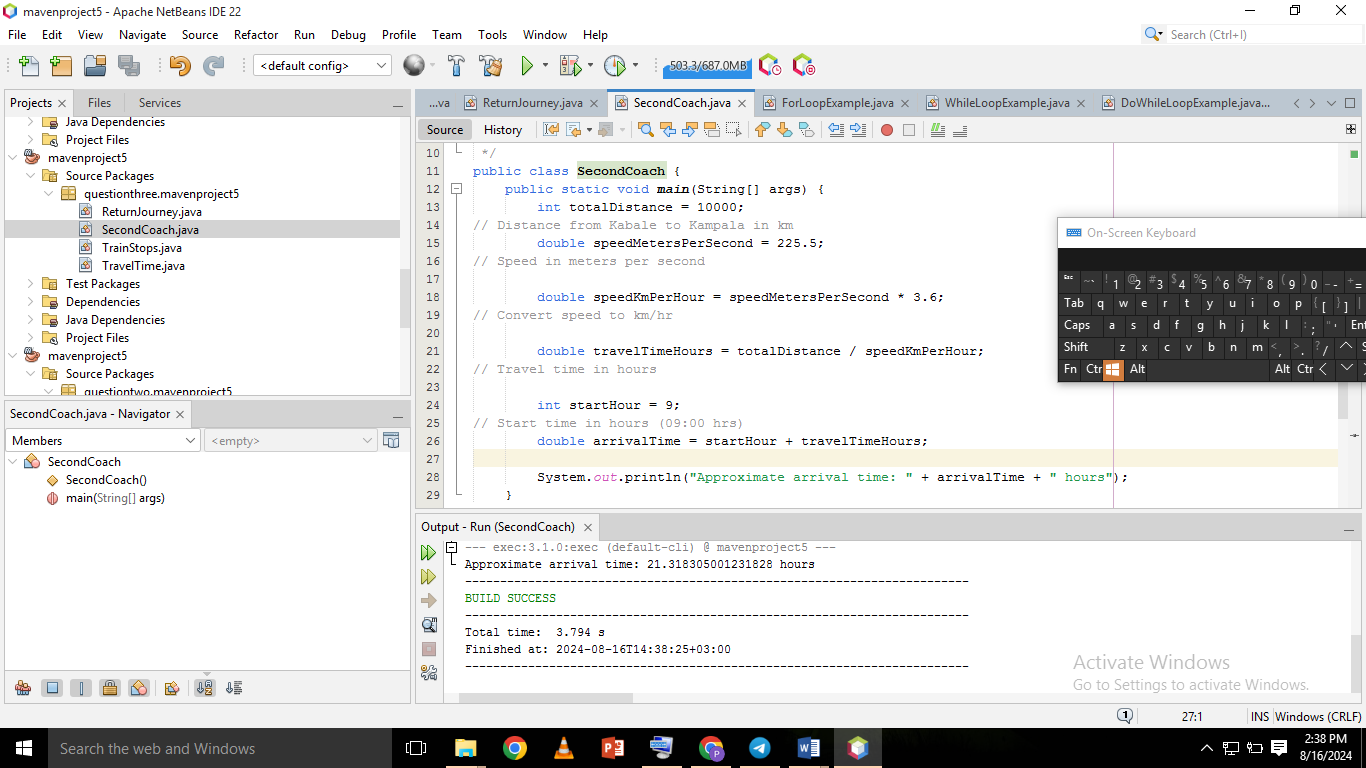 mavenproject5 - Apache NetBeans IDE 22
File Edit View Navigate Source Refactor Run Debug Profile Team Tools Window Help
Search (Ctrl+I)
<default config>
503.3/687.0MB
Projects Files Services
Java Dependencies
Project Files
mavenproject5
Source Packages
questionthree.mavenproject5
ReturnJourney.java
SecondCoach.java
TrainStops.java
TravelTime.java
Test Packages
Dependencies
Java Dependencies
Project Files
mavenproject5
Source Packages
questiontwo.mavenproject5
SecondCoach.java - Navigator
Members
<empty>
SecondCoach
SecondCoach()
main(String[] args)
...va ReturnJourney.java SecondCoach.java ForLoopExample.java WhileLoopExample.java DoWhileLoopExample.java...
Source History
10 */
11 public class SecondCoach {
12 public static void main(String[] args) {
13 int totalDistance = 10000;
14 // Distance from Kabale to Kampala in km
15 double speedMetersPerSecond = 225.5;
16 // Speed in meters per second
17
18 double speedKmPerHour = speedMetersPerSecond * 3.6;
19 // Convert speed to km/hr
20
21 double travelTimeHours = totalDistance / speedKmPerHour;
22 // Travel time in hours
23
24 int startHour = 9;
25 // Start time in hours (09:00 hrs)
26 double arrivalTime = startHour + travelTimeHours;
27
28 System.out.println("Approximate arrival time: " + arrivalTime + " hours");
29 }
On-Screen Keyboard
Esc ~ ` ! 1 @ 2 # 3 $ 4 % 5 ^ 6 & 7 * 8 ( 9 ) 0 _ - + =
Tab q w e r t y u i o p { [ } ] |
Caps a s d f g h j k l : ; " ' Ent
Shift z x c v b n m < , > . ? / S
Fn Ctr Alt Alt Ctr
Output - Run (SecondCoach)
--- exec:3.1.0:exec (default-cli) @ mavenproject5 ---
Approximate arrival time: 21.318305001231828 hours
------------------------------------------------------------------------
BUILD SUCCESS
------------------------------------------------------------------------
Total time:  3.794 s
Finished at: 2024-08-16T14:38:25+03:00
------------------------------------------------------------------------
Activate Windows
Go to Settings to activate Windows.
1
27:1 INS Windows (CRLF)
Search the web and Windows
2:38 PM
8/16/2024